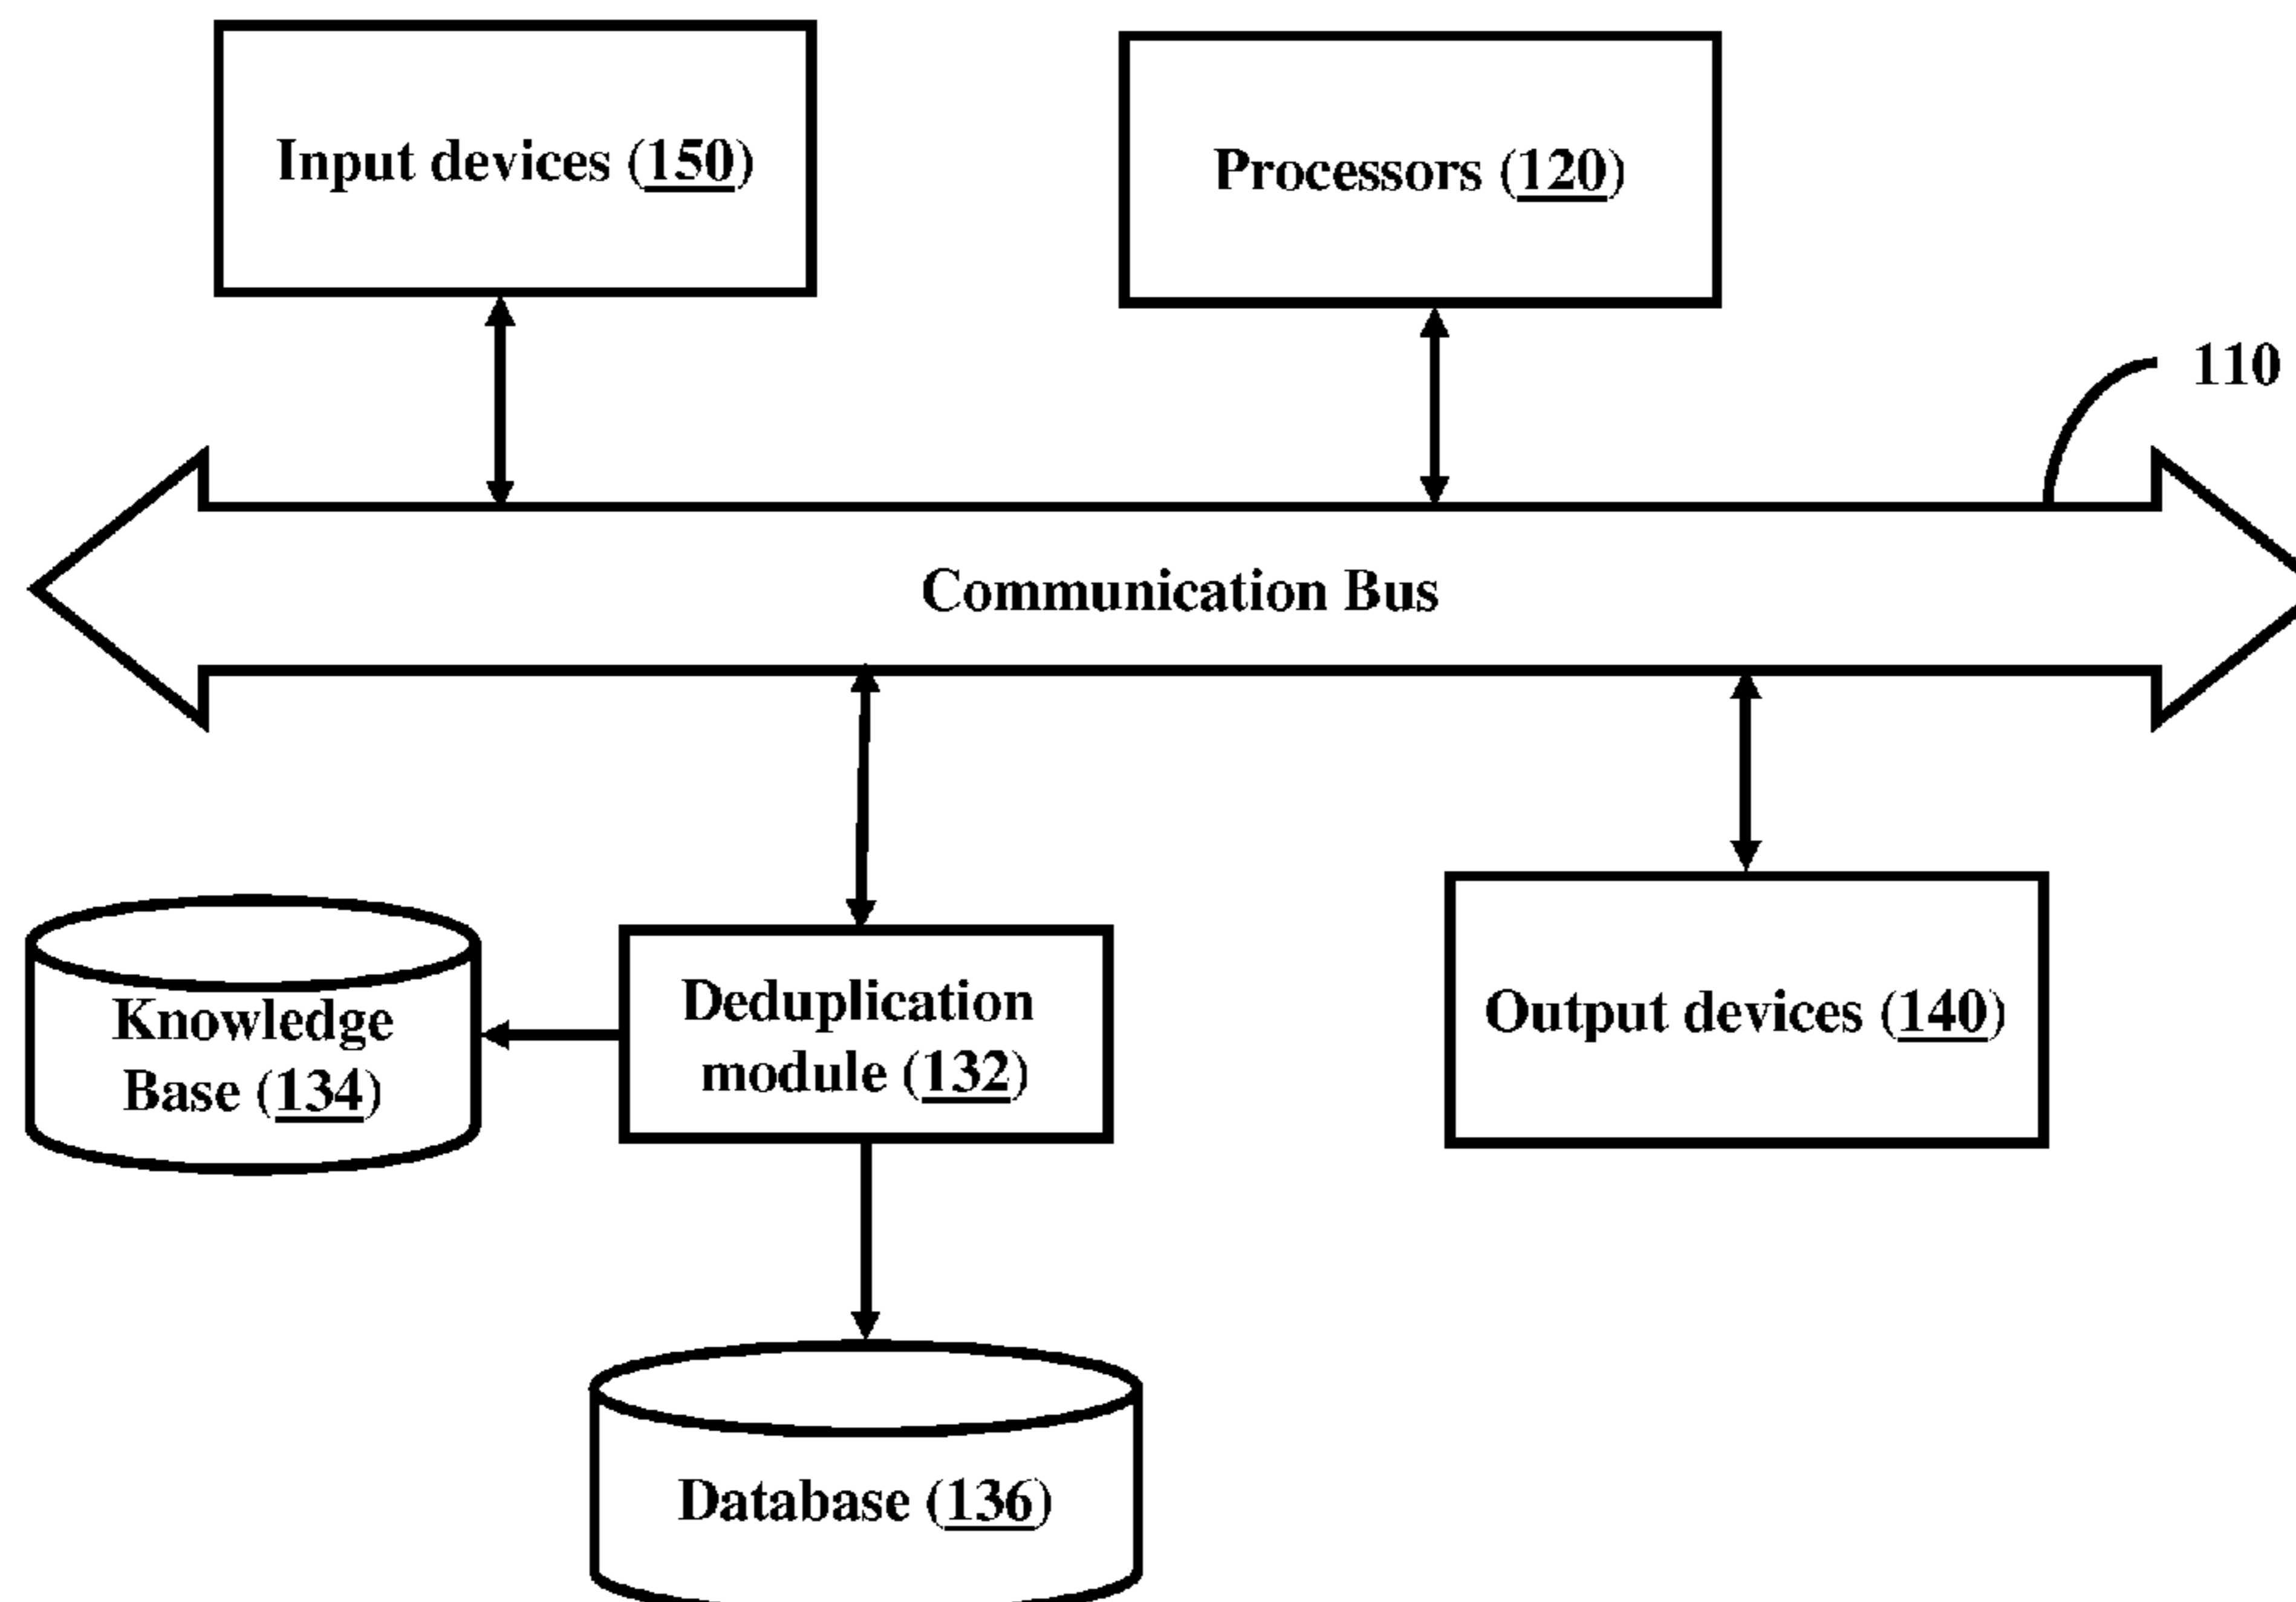 Input devices (150)
Processors (120)
110
Communication Bus
Knowledge
Base (134)
Deduplication
module (132)
Output devices (140)
Database (136)